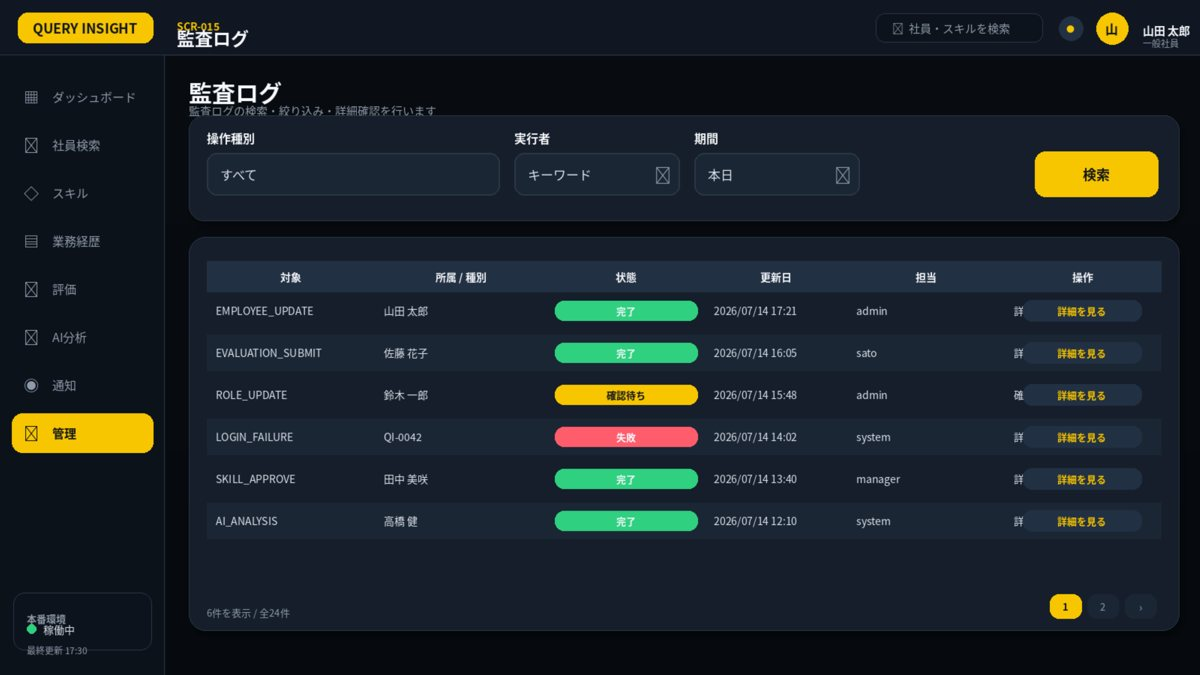 QUERY INSIGHT
SCR-015
監査ログ
社員・スキルを検索
山
山田 太郎
一般社員
ダッシュボード
社員検索
スキル
業務経歴
評価
AI分析
通知
管理
本番環境
稼働中
最終更新 17:30
監査ログ
監査ログの検索・絞り込み・詳細確認を行います
操作種別 実行者 期間
すべて キーワード 本日 検索
対象 所属 / 種別 状態 更新日 担当 操作
EMPLOYEE_UPDATE 山田 太郎 完了 2026/07/14 17:21 admin 詳 詳細を見る
EVALUATION_SUBMIT 佐藤 花子 完了 2026/07/14 16:05 sato 詳 詳細を見る
ROLE_UPDATE 鈴木 一郎 確認待ち 2026/07/14 15:48 admin 確 詳細を見る
LOGIN_FAILURE QI-0042 失敗 2026/07/14 14:02 system 詳 詳細を見る
SKILL_APPROVE 田中 美咲 完了 2026/07/14 13:40 manager 詳 詳細を見る
AI_ANALYSIS 高橋 健 完了 2026/07/14 12:10 system 詳 詳細を見る
6件を表示 / 全24件
1 2 ›